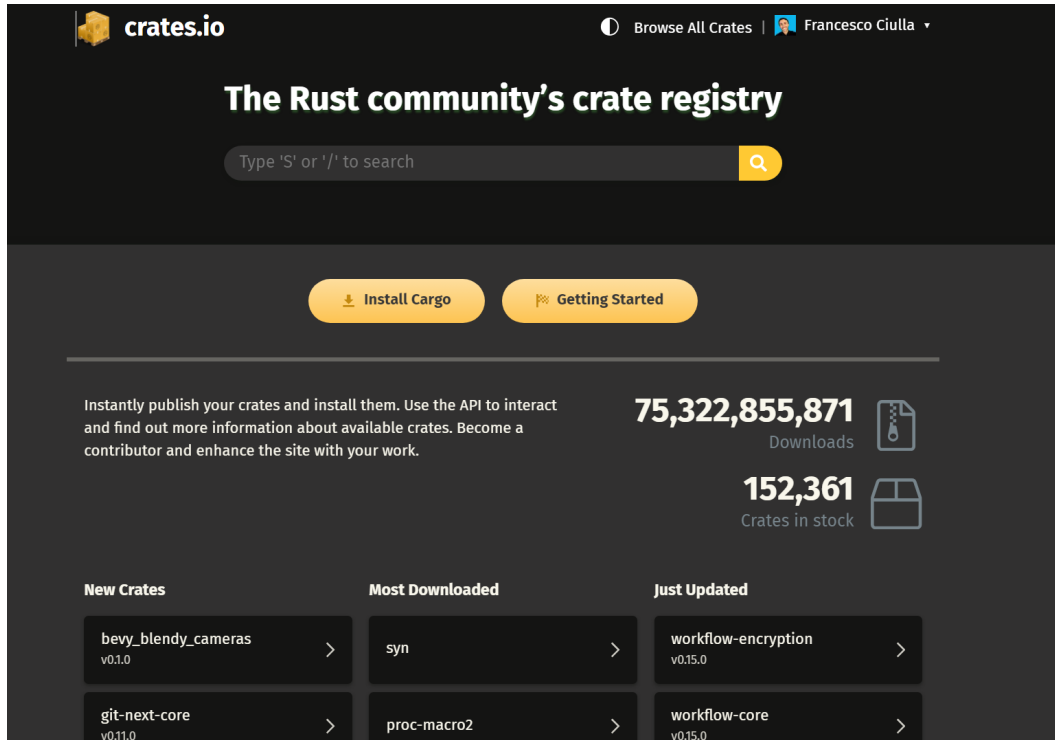 crates.io
Browse All Crates | Francesco Ciulla
The Rust community’s crate registry
Type 'S' or '/' to search
Install Cargo
Getting Started
Instantly publish your crates and install them. Use the API to interact
and find out more information about available crates. Become a
contributor and enhance the site with your work.
75,322,855,871
Downloads
152,361
Crates in stock
New Crates
bevy_blendy_cameras
v0.1.0
git-next-core
v0.11.0
Most Downloaded
syn
proc-macro2
Just Updated
workflow-encryption
v0.15.0
workflow-core
v0.15.0